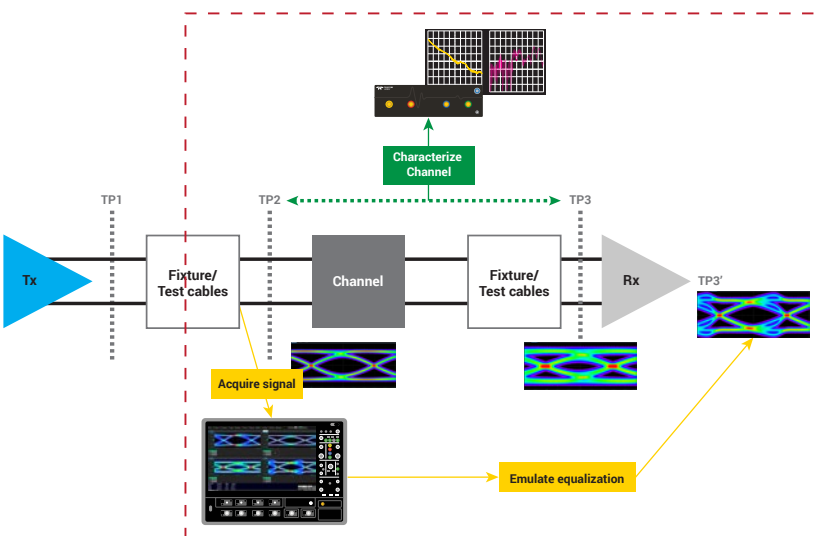 Characterize
Channel
TP1
TP2
TP3
Tx
Fixture/
Test cables
Channel
Fixture/
Test cables
Rx
TP3'
Acquire signal
Emulate equalization